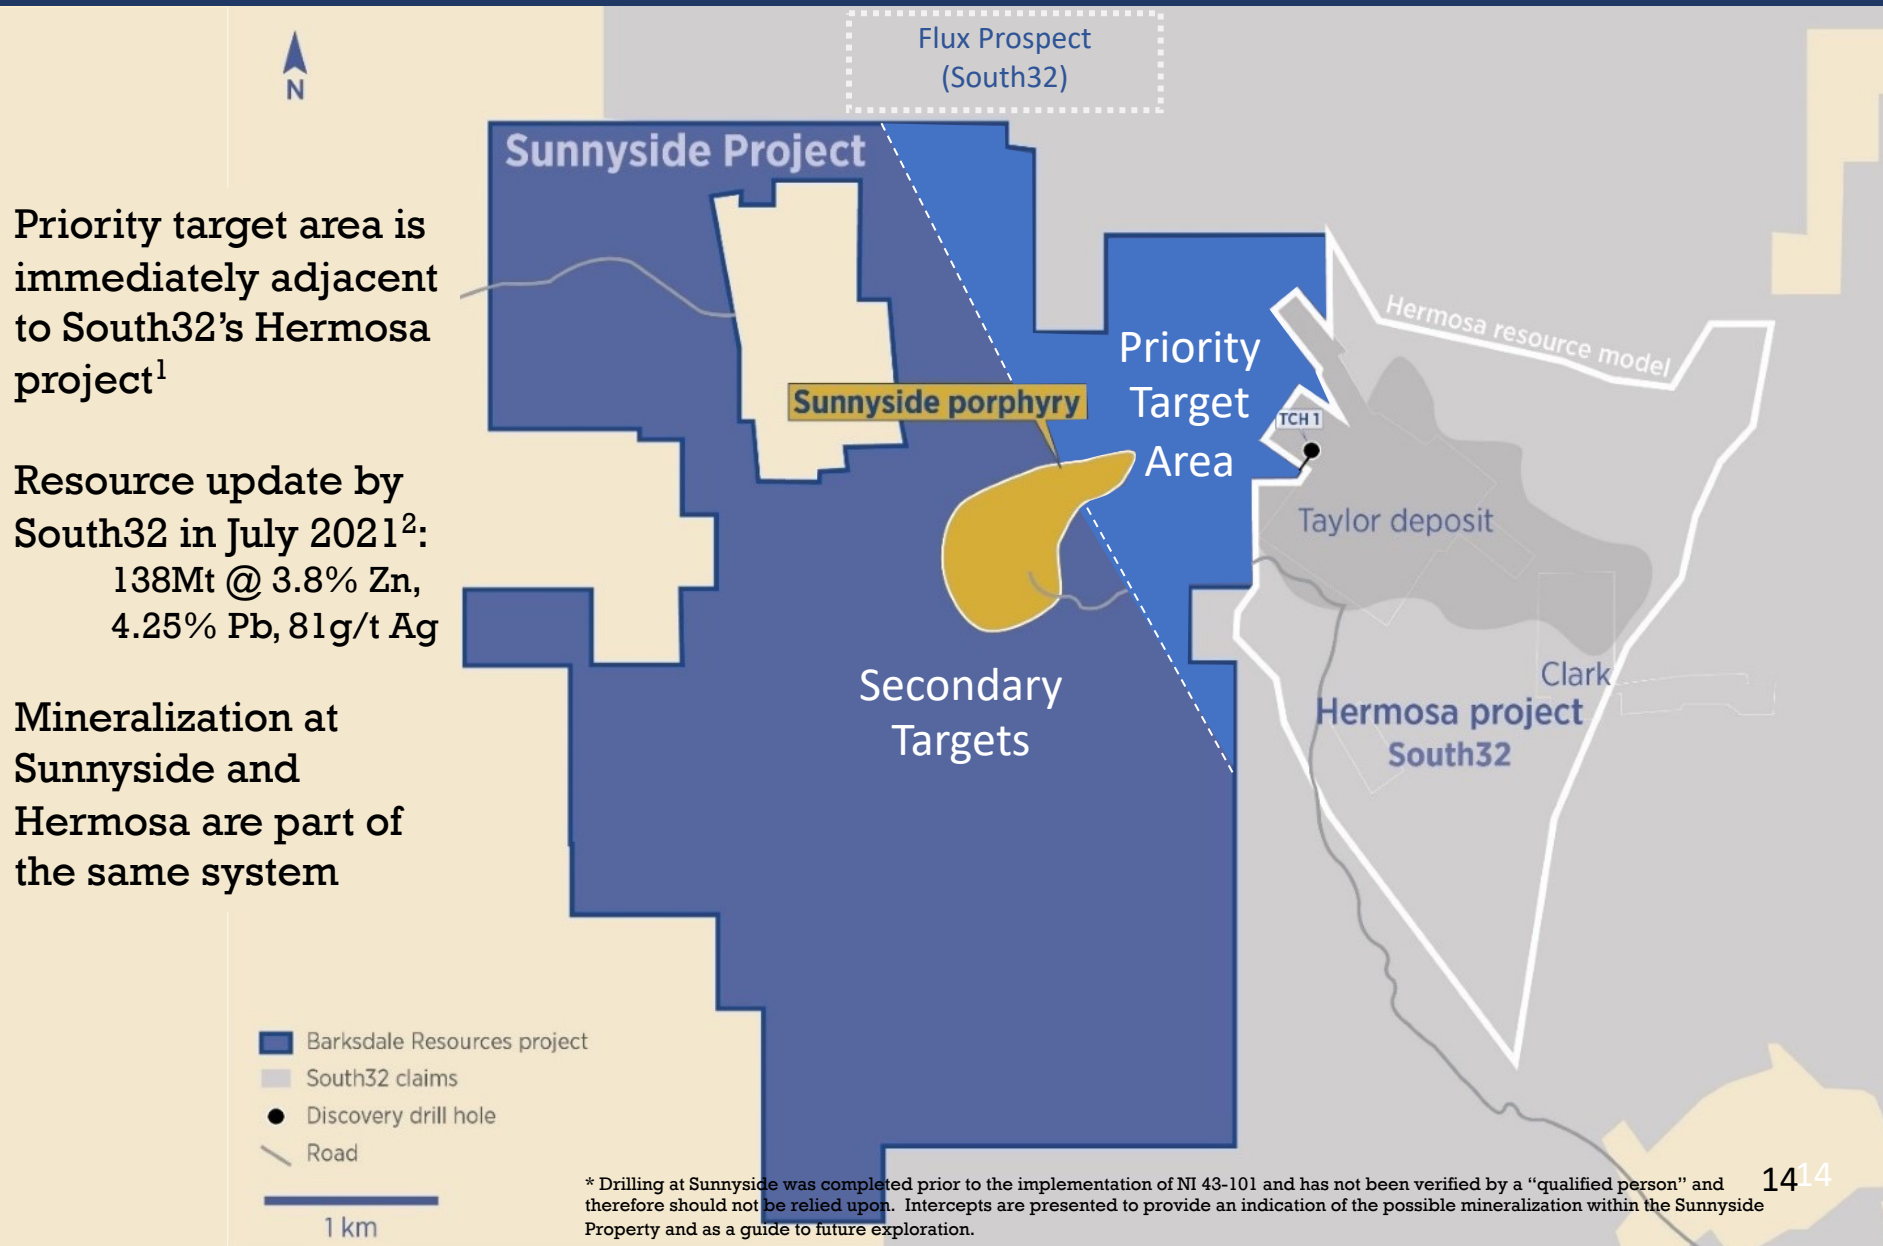 Flux Prospect
(South32)
N
Sunnyside Project
Priority target area is
immediately adjacent
to South32’s Hermosa
project¹
Resource update by
South32 in July 2021²:
138Mt @ 3.8% Zn,
4.25% Pb, 81g/t Ag
Mineralization at
Sunnyside and
Hermosa are part of
the same system
Hermosa resource model
Priority
Target
Area
Sunnyside porphyry
TCH 1
Taylor deposit
Clark
Hermosa project
South32
Secondary
Targets
Barksdale Resources project
South32 claims
Discovery drill hole
Road
1 km
* Drilling at Sunnyside was completed prior to the implementation of NI 43-101 and has not been verified by a “qualified person” and
therefore should not be relied upon. Intercepts are presented to provide an indication of the possible mineralization within the Sunnyside
Property and as a guide to future exploration.
14
14